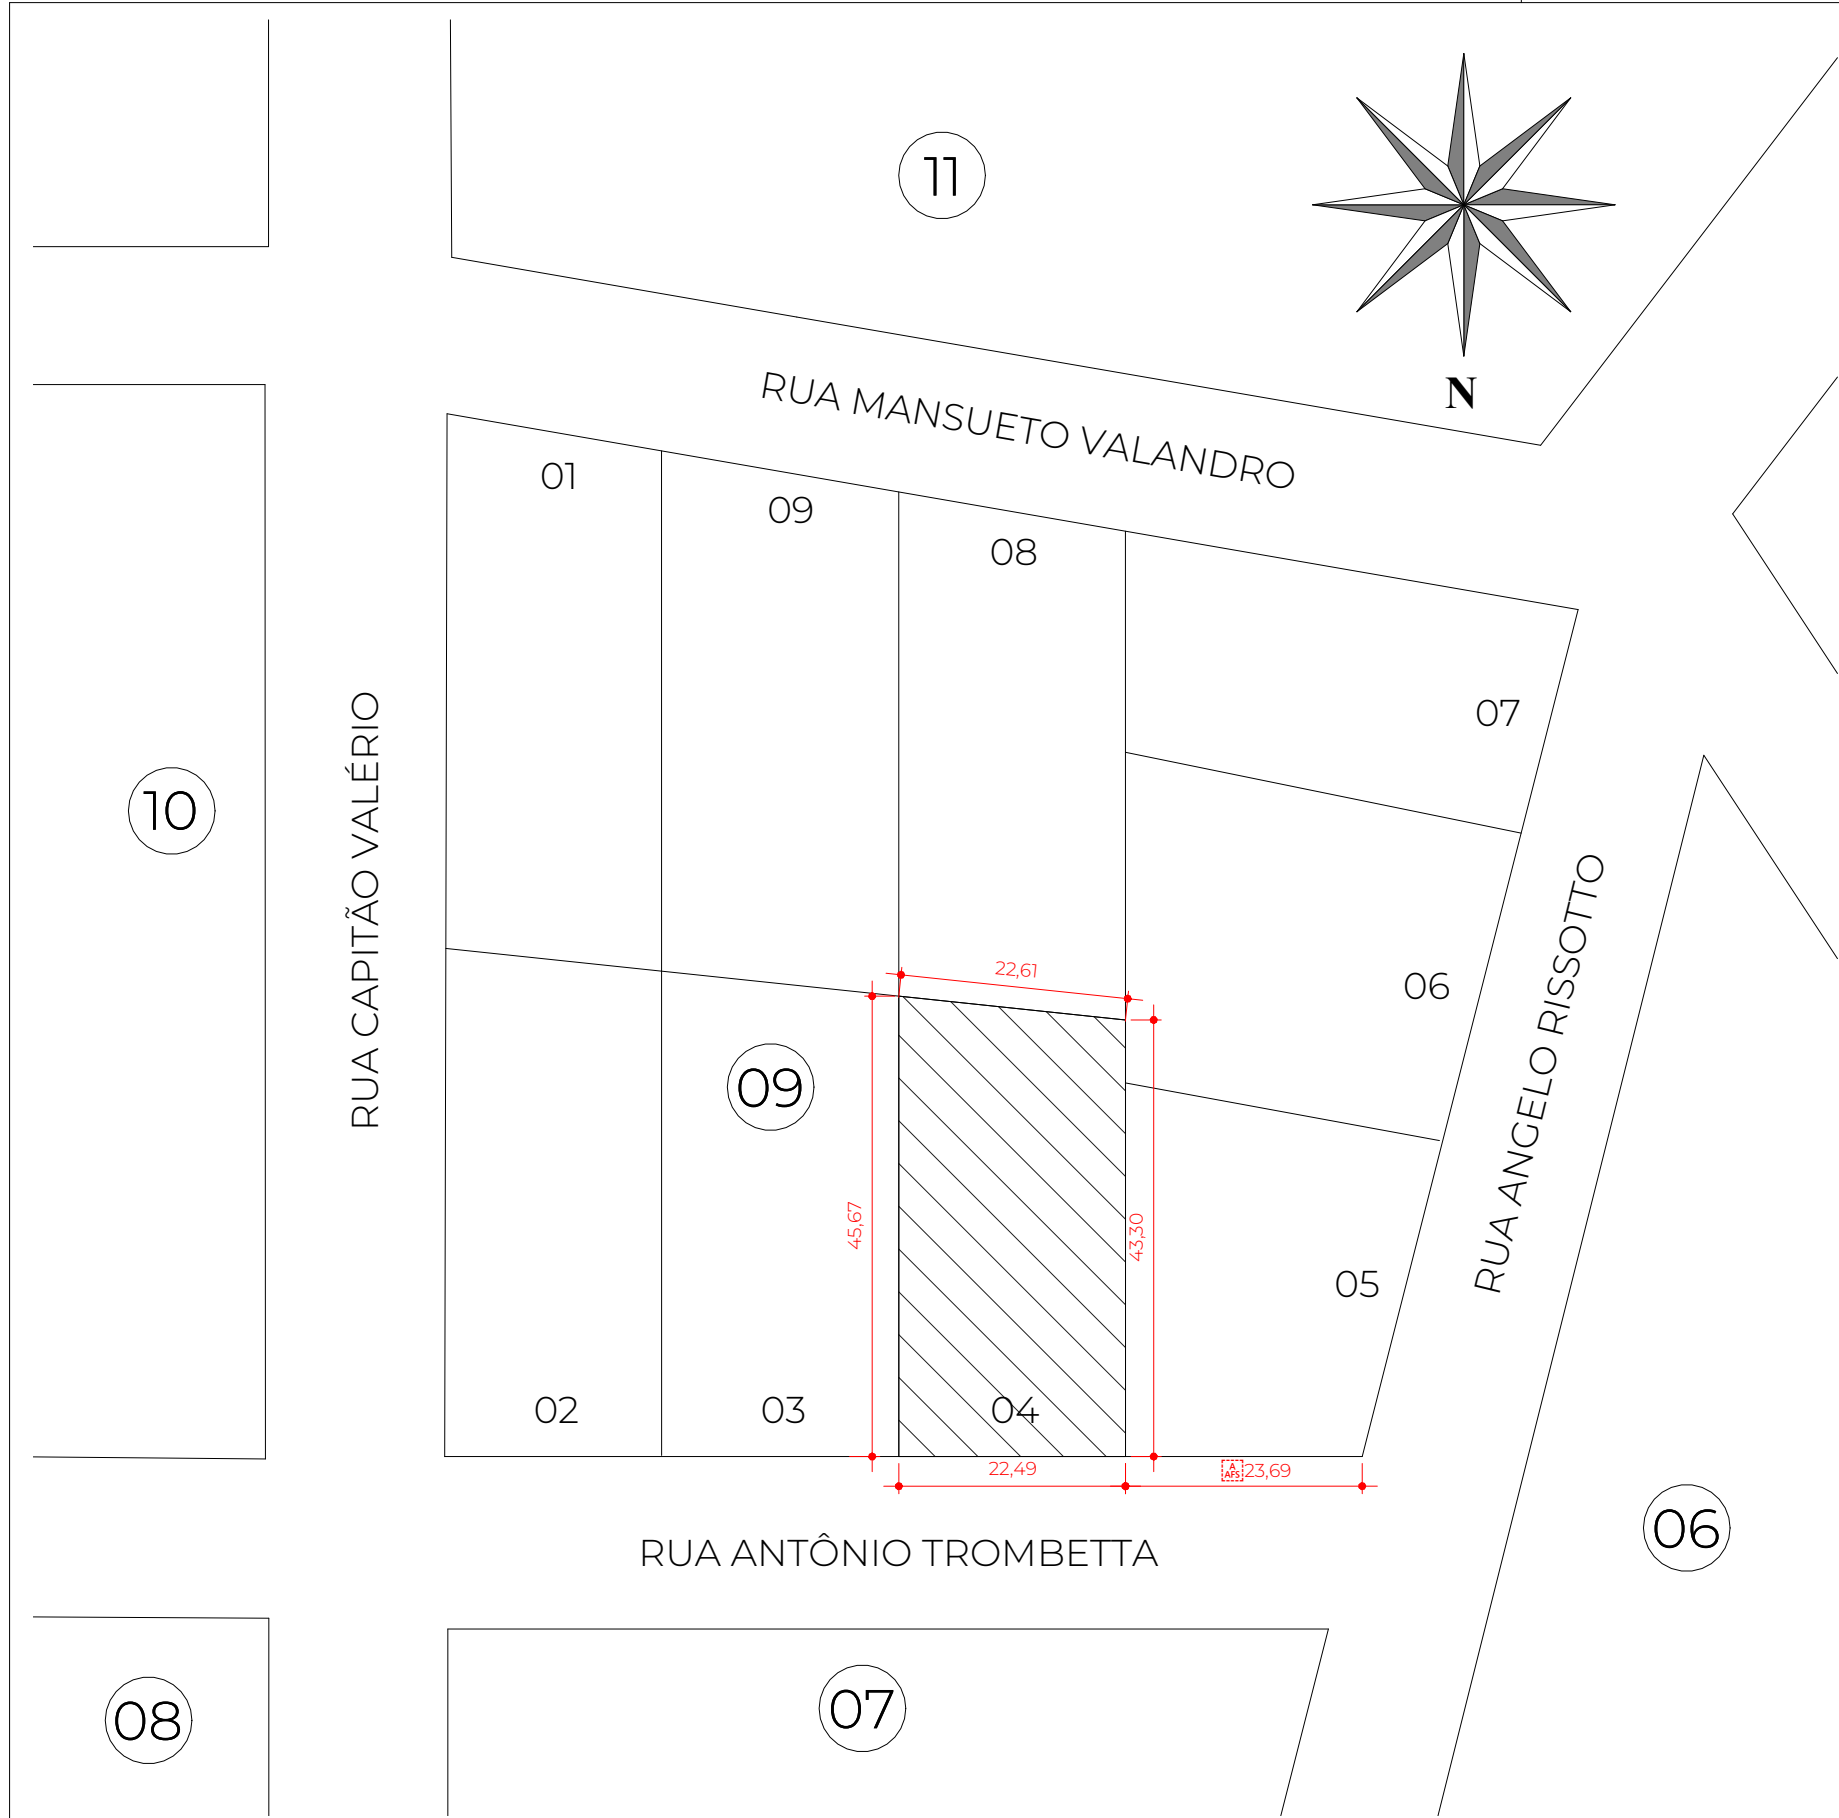 11
N
RUA MANSUETO VALANDRO
01
09
08
07
RUA CAPITÃO VALÉRIO
10
RUA ANGELO RISSOTTO
22,61
06
09
45,67
43,30
05
02
03
04
22,49
A
AFS
23,69
RUA ANTÔNIO TROMBETTA
06
08
07